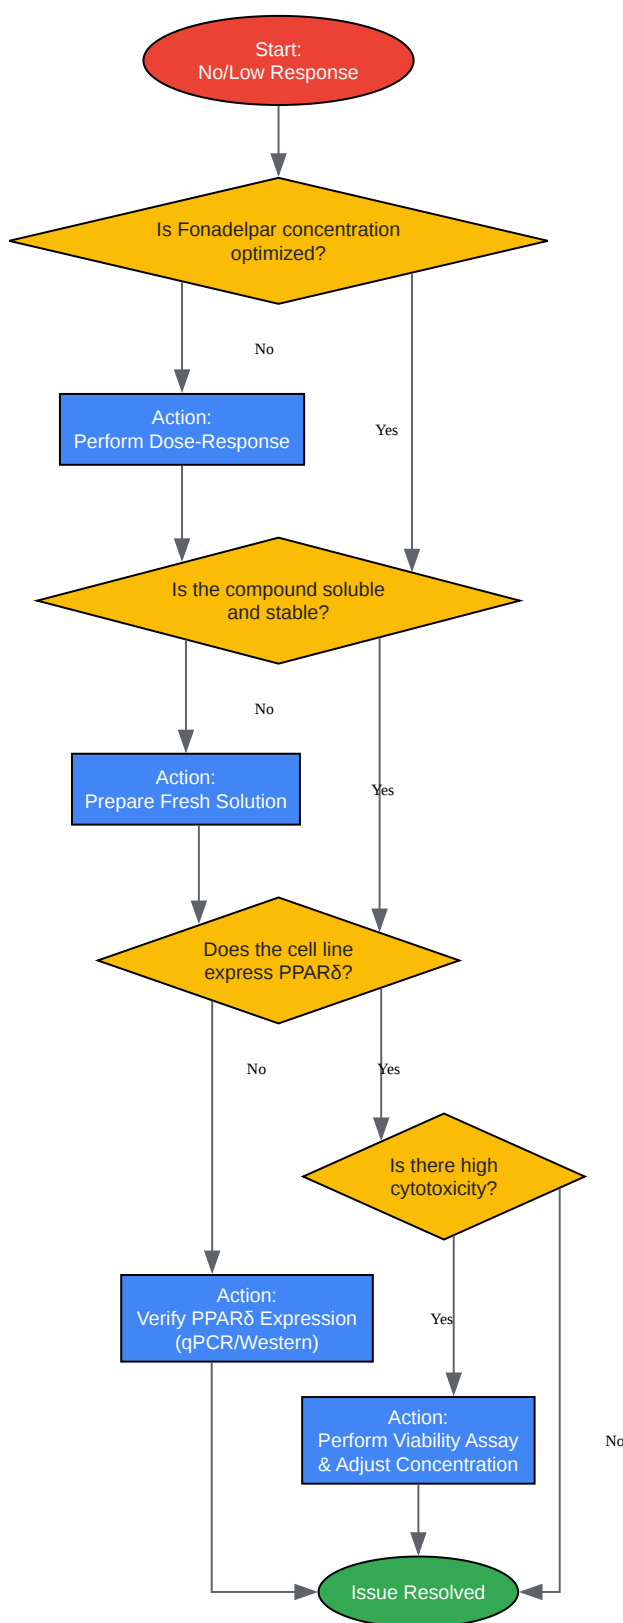 Start:
No/Low Response
Is Fonadelpar concentration
optimized?
No
Action:
Perform Dose-Response
Yes
Is the compound soluble
and stable?
No
Action:
Prepare Fresh Solution
Yes
Does the cell line
express PPARδ?
No
Yes
Is there high
cytotoxicity?
Action:
Verify PPARδ Expression
(qPCR/Western)
Yes
Action:
Perform Viability Assay
& Adjust Concentration
No
Issue Resolved